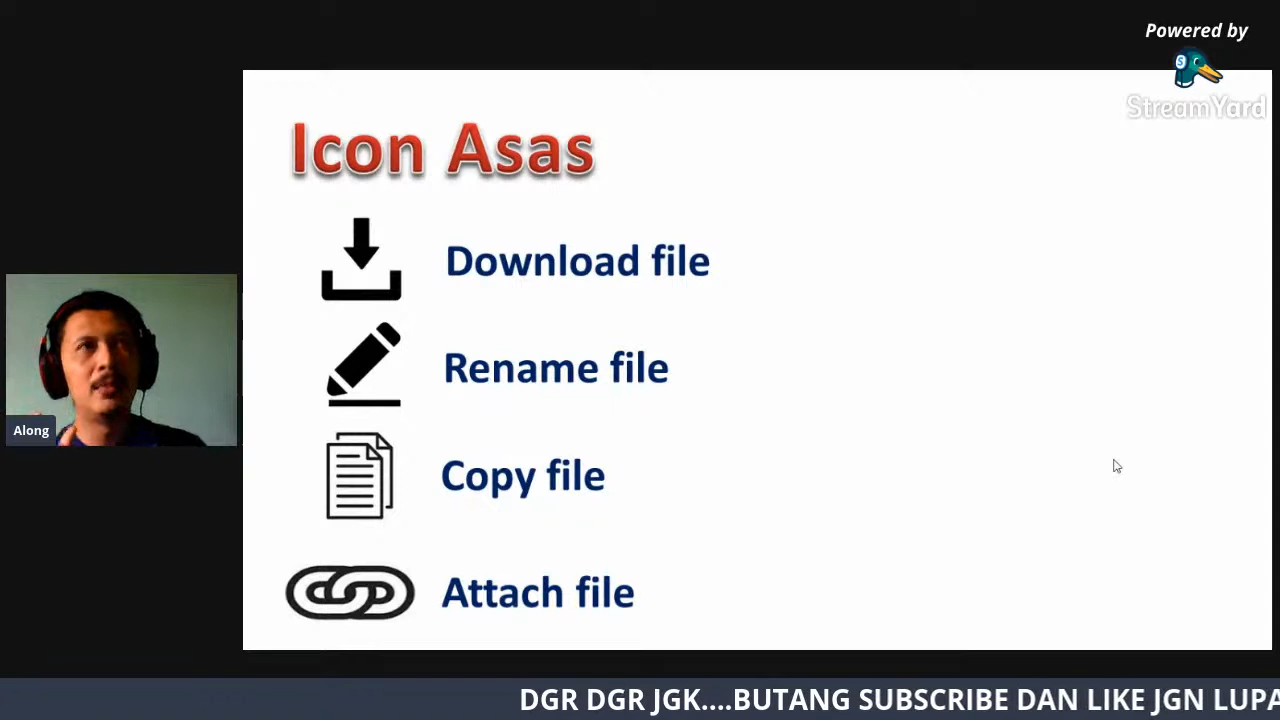 Powered by
StreamYard
Icon Asas
Download file
Rename file
Copy file
Attach file
Along
DGR DGR JGK....BUTANG SUBSCRIBE DAN LIKE JGN LUPA